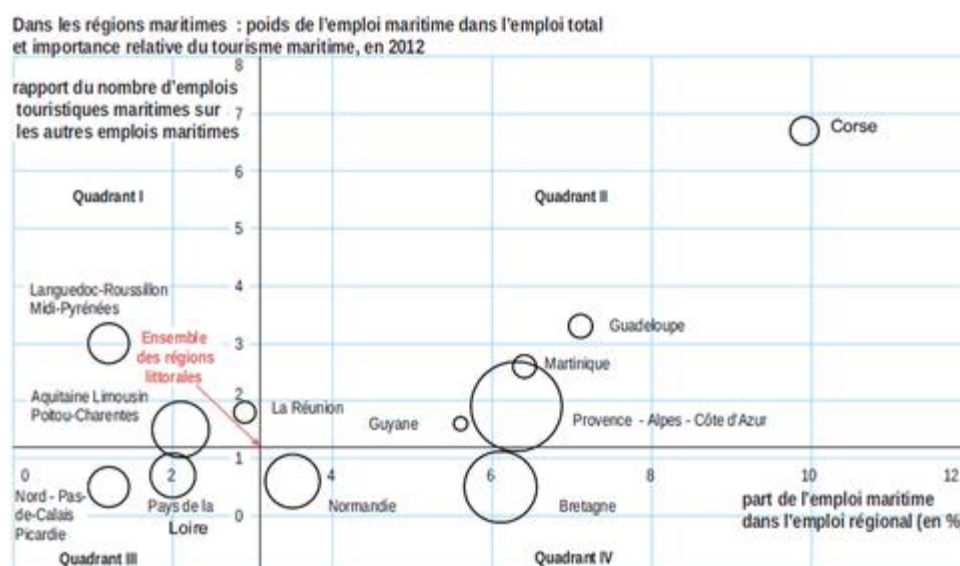 Dans les régions maritimes : poids de l'emploi maritime dans l'emploi total
et importance relative du tourisme maritime, en 2012
8
rapport du nombre d'emplois
touristiques maritimes sur
7
les autres emplois maritimes
Corse
6
Quadrant I
Quadrant II
5
4
Languedoc-Roussillon
Midi-Pyrénées
3
Ensemble
des régions
littorales
Guadeloupe
Martinique
2
Aquitaine Limousin
Poitou-Charentes
La Réunion
Guyane
Provence - Alpes - Côte d'Azur
1
0
2
4
6
8
10
12
Nord - Pas-
de-Calais
Picardie
Pays de la
Loire
0
Normandie
Bretagne
part de l'emploi maritime
dans l'emploi régional (en %
Quadrant III
Quadrant IV